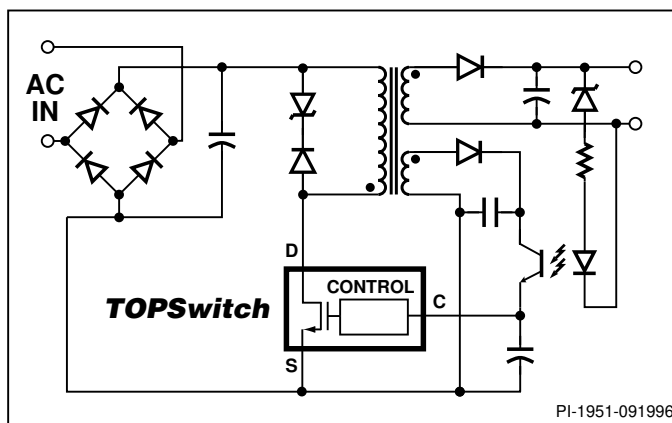 AC
IN
D
CONTROL
C
TOPSwitch
S
PI-1951-091996